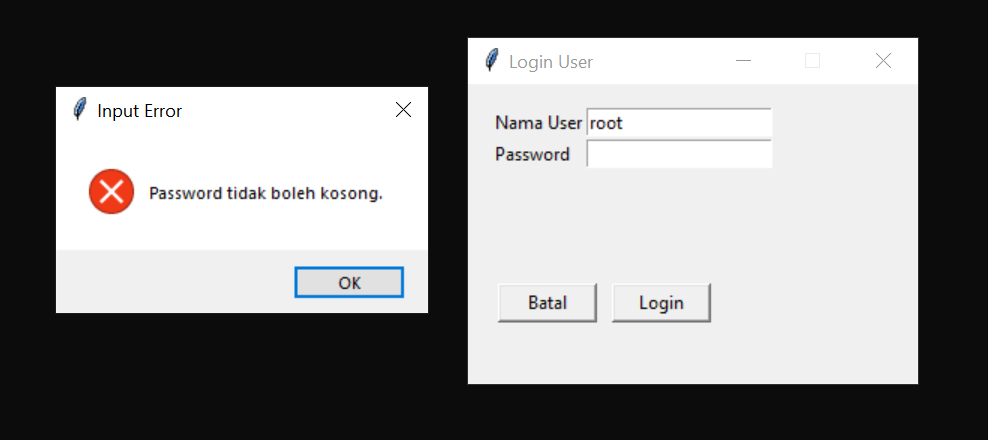 Input Error
Password tidak boleh kosong.
OK
Login User
Nama User root
Password
Batal Login